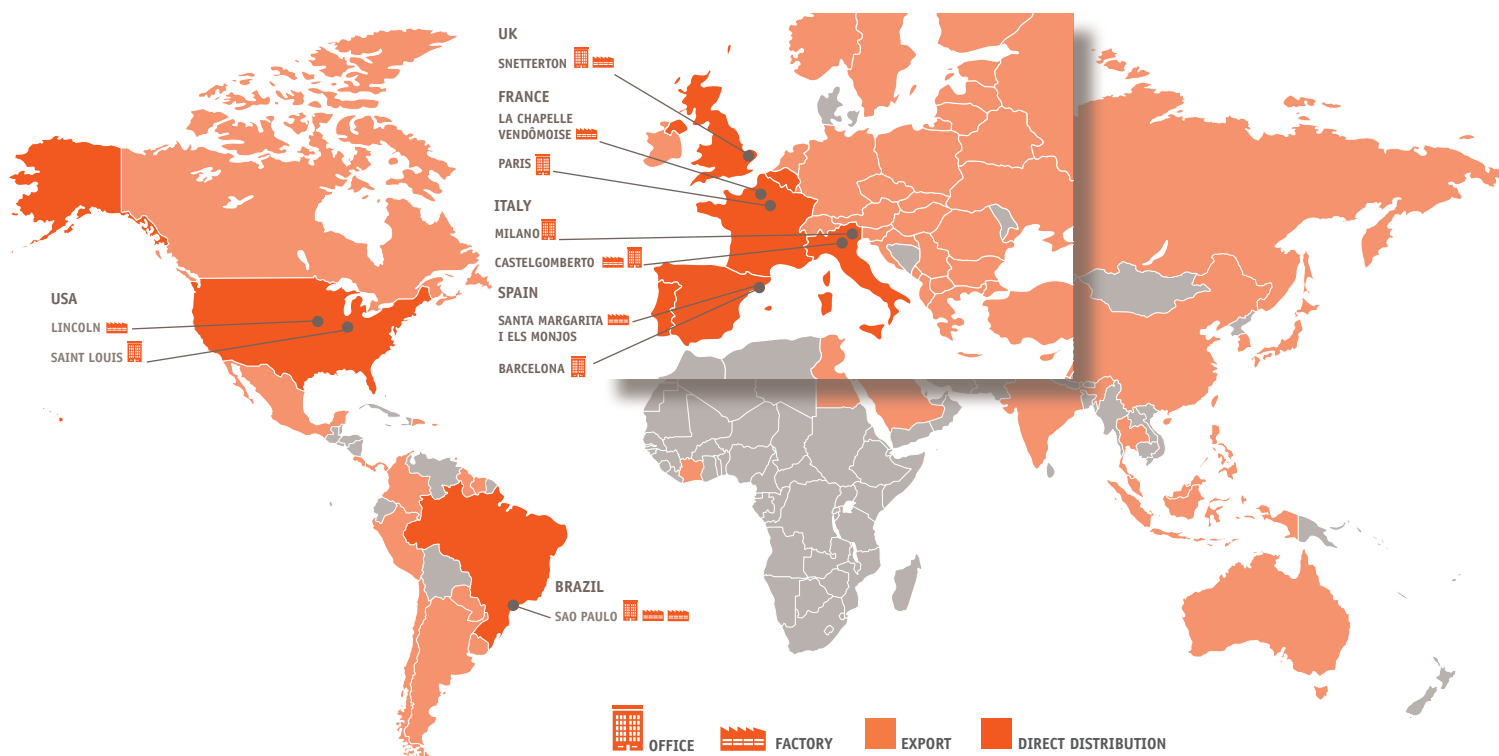 UK
SNETTERTON
FRANCE
LA CHAPELLE
VENDÔMOISE
PARIS
ITALY
MILANO
CASTELGOMBERTO
SPAIN
SANTA MARGARITA
I ELS MONJOS
BARCELONA
USA
LINCOLN
SAINT LOUIS
BRAZIL
SAO PAULO
OFFICE
FACTORY
EXPORT
DIRECT DISTRIBUTION